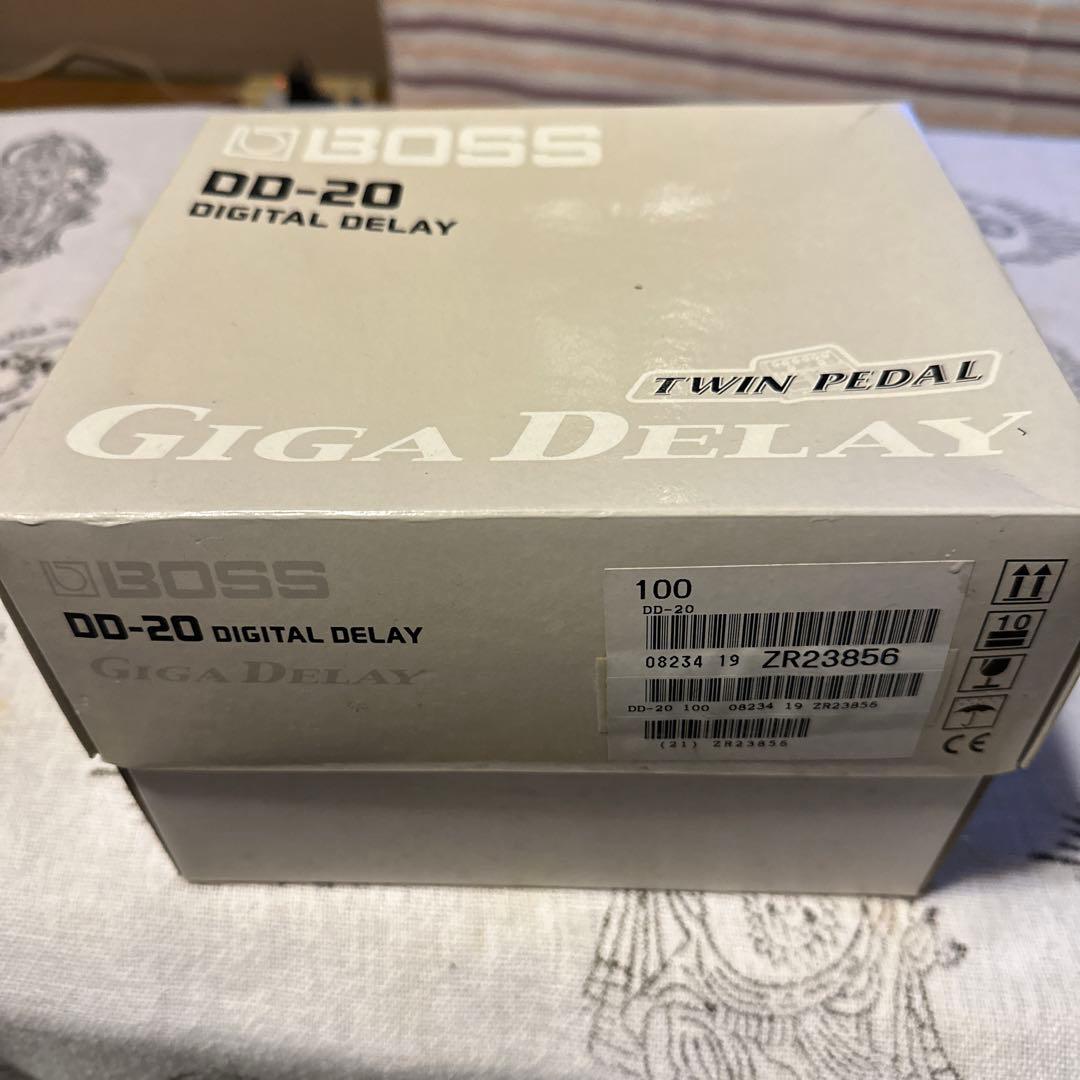 BOSS
DD-20
DIGITAL DELAY
TWIN PEDAL
GIGA DELAY
BOSS
DD-20 DIGITAL DELAY
GIGA DELAY
100
DD-20
08234 19 ZR23856
DD-20 100 08234 19 ZR23856
(21) ZR23856
10
CE